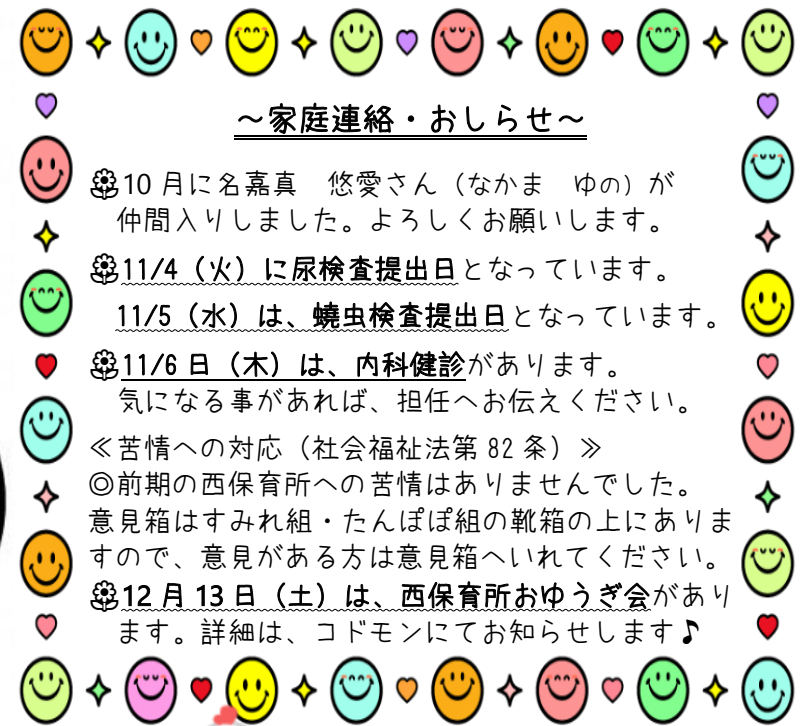 ～家庭連絡・おしらせ～
10月に名嘉真　悠愛さん（なかま　ゆの）が
仲間入りしました。よろしくお願いします。
11/4（火）に尿検査提出日となっています。
11/5（水）は、蟯虫検査提出日となっています。
11/6日（木）は、内科健診があります。
気になる事があれば、担任へお伝えください。
≪苦情への対応（社会福祉法第82条）≫
◎前期の西保育所への苦情はありませんでした。
意見箱はすみれ組・たんぽぽ組の靴箱の上にありま
すので、意見がある方は意見箱へいれてください。
12月13日（土）は、西保育所おゆうぎ会があり
ます。詳細は、コドモンにてお知らせします♪